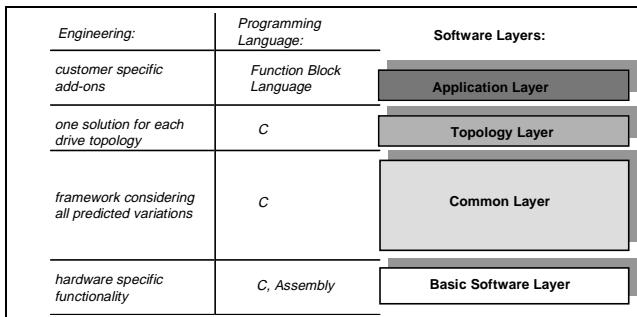 Engineering:
Programming
Language:
Software Layers:
customer specific
add-ons
Function Block
Language
Application Layer
one solution for each
drive topology
C
Topology Layer
framework considering
all predicted variations
C
Common Layer
hardware specific
functionality
C, Assembly
Basic Software Layer